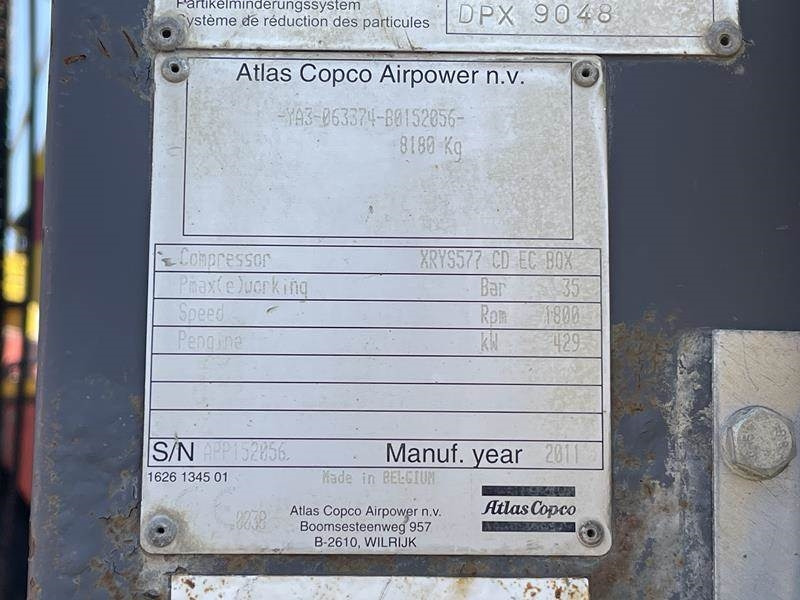 Partikelminderungssystem
Système de réduction des particules
DPX 9048
Atlas Copco Airpower n.v.
-YA3-063374-B0152056-
8180 Kg
Compressor XRYS577 CD EC BOX
Pmax(e)working Bar 35
Speed Rpm 1800
Pengine kW 429
S/N APP152056 Manuf. year 2011
1626 1345 01
Made in BELGIUM
CE
0038
Atlas Copco Airpower n.v.
Boomsesteenweg 957
B-2610, WILRIJK
Atlas Copco